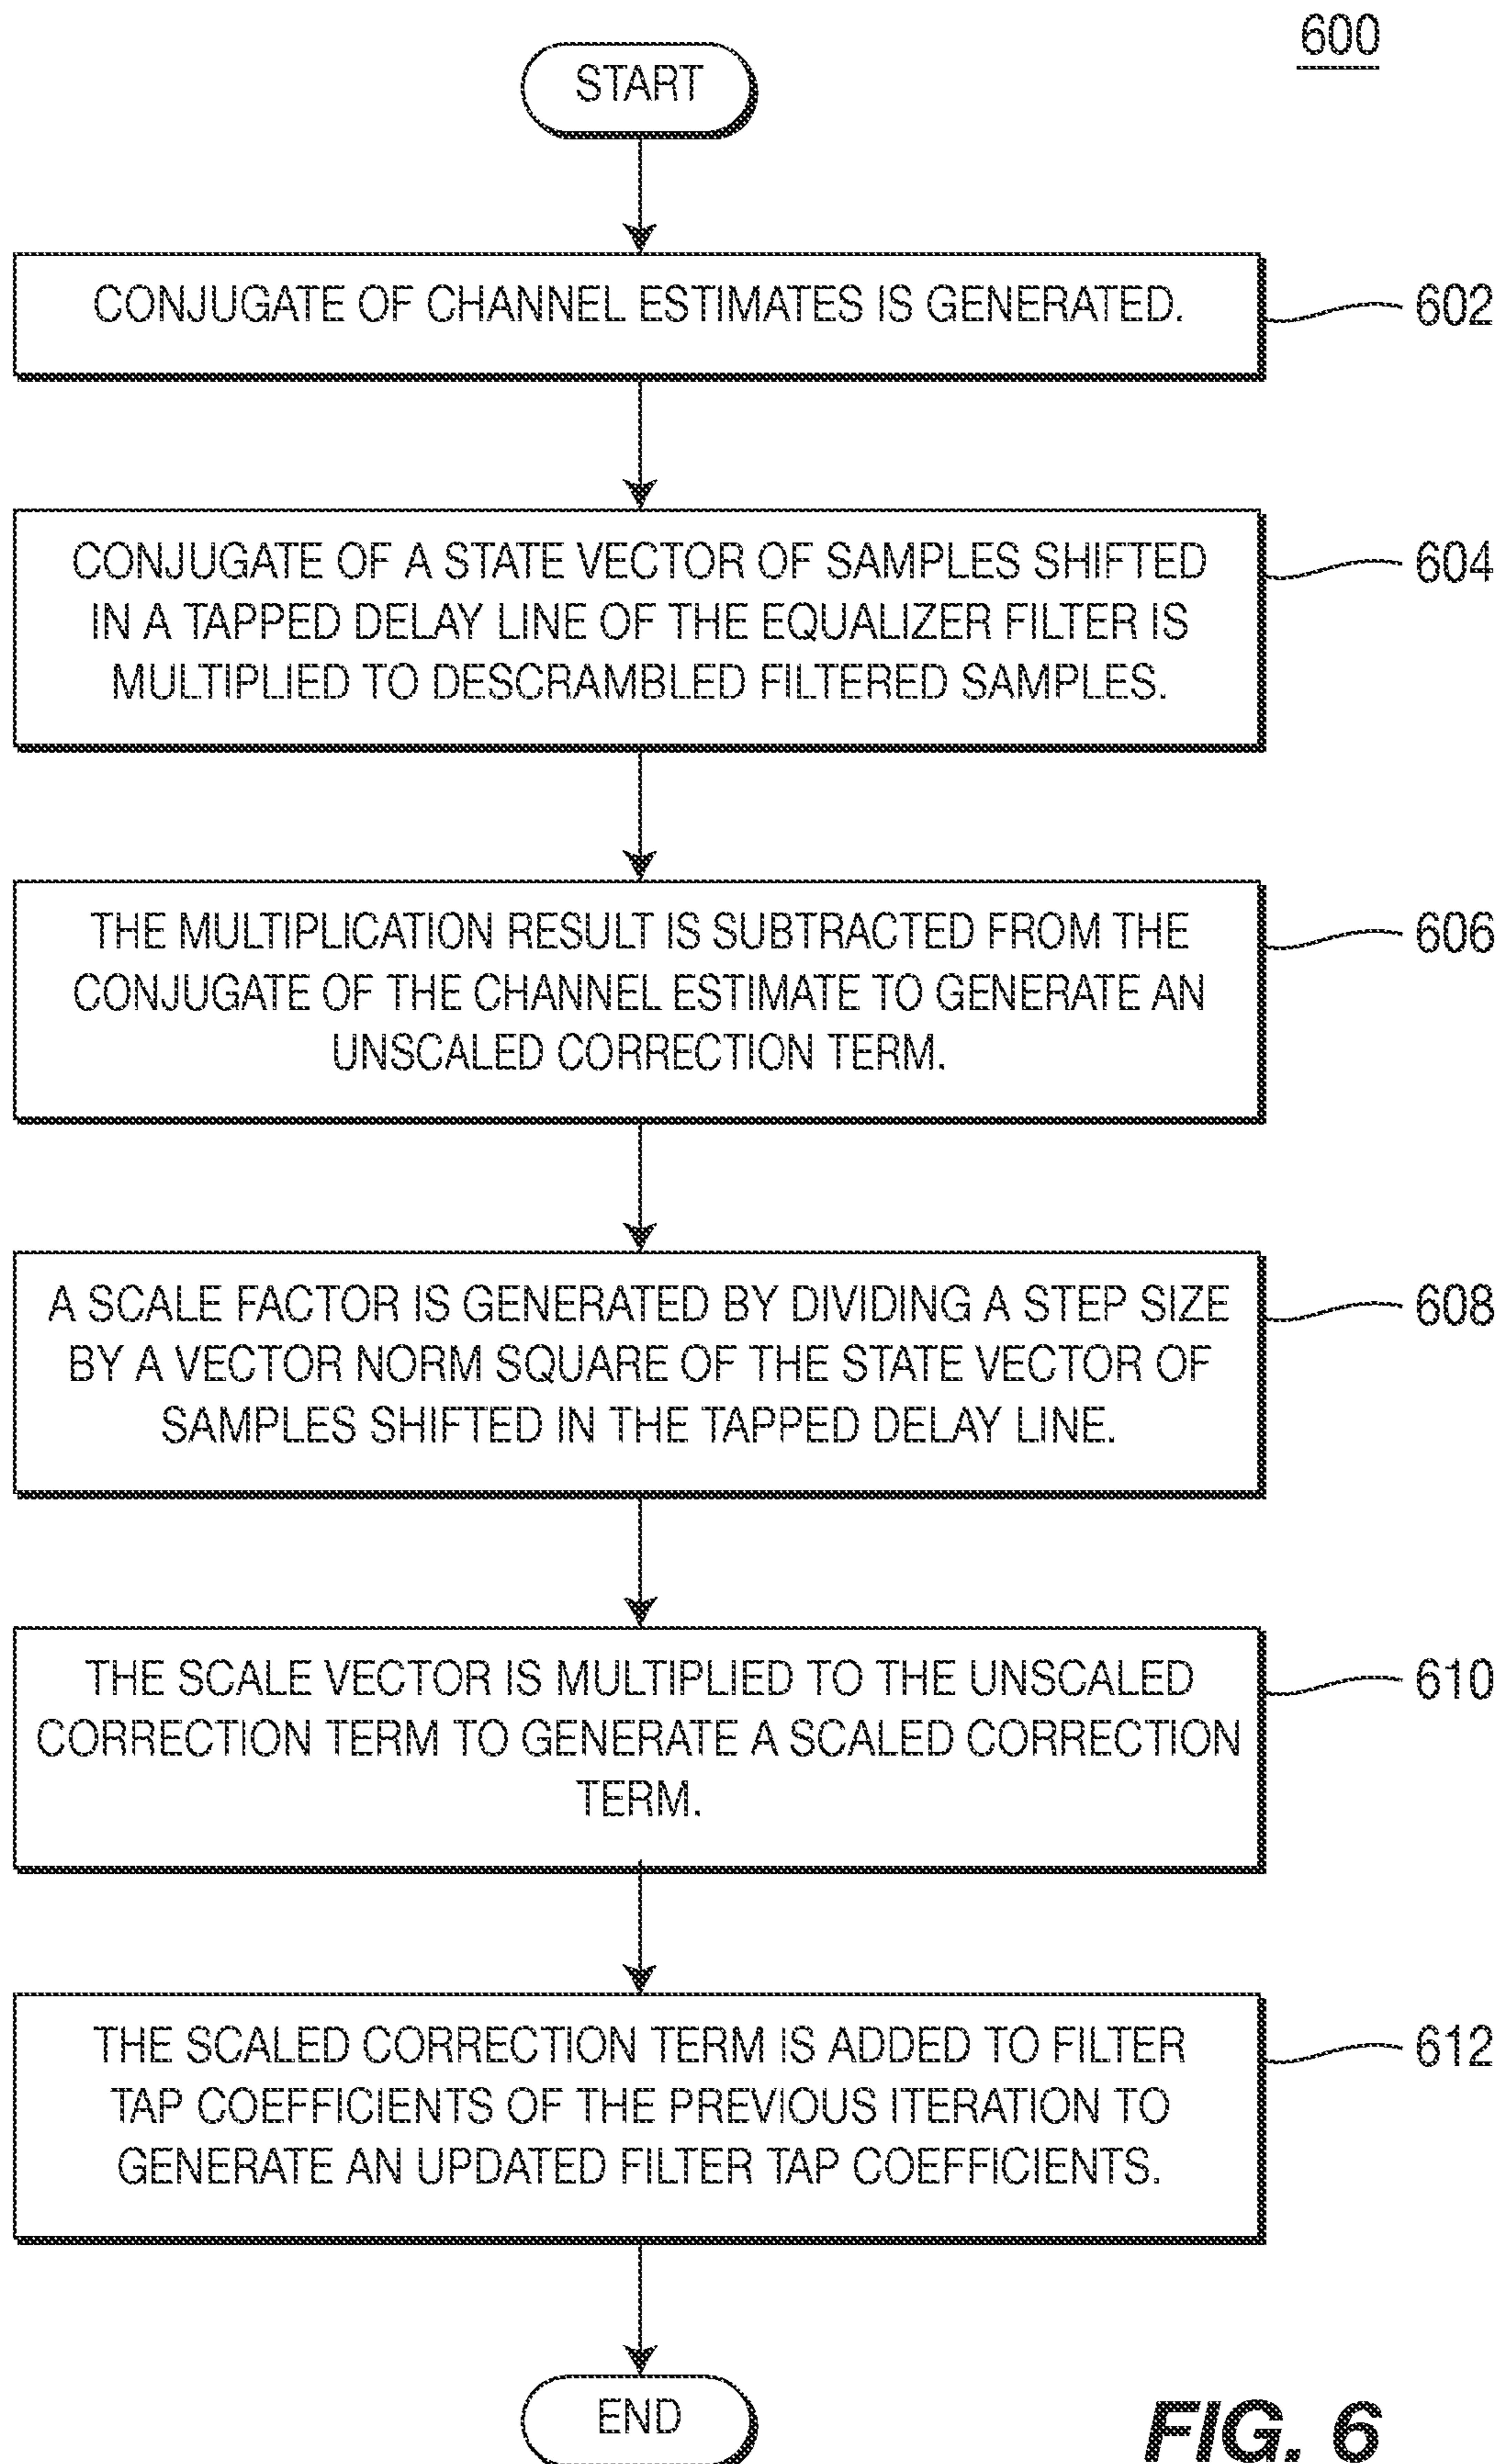 600
START
CONJUGATE OF CHANNEL ESTIMATES IS GENERATED.
602
CONJUGATE OF A STATE VECTOR OF SAMPLES SHIFTED
IN A TAPPED DELAY LINE OF THE EQUALIZER FILTER IS
MULTIPLIED TO DESCRAMBLED FILTERED SAMPLES.
604
THE MULTIPLICATION RESULT IS SUBTRACTED FROM THE
CONJUGATE OF THE CHANNEL ESTIMATE TO GENERATE AN
UNSCALED CORRECTION TERM.
606
A SCALE FACTOR IS GENERATED BY DIVIDING A STEP SIZE
BY A VECTOR NORM SQUARE OF THE STATE VECTOR OF
SAMPLES SHIFTED IN THE TAPPED DELAY LINE.
608
THE SCALE VECTOR IS MULTIPLIED TO THE UNSCALED
CORRECTION TERM TO GENERATE A SCALED CORRECTION
TERM.
610
THE SCALED CORRECTION TERM IS ADDED TO FILTER
TAP COEFFICIENTS OF THE PREVIOUS ITERATION TO
GENERATE AN UPDATED FILTER TAP COEFFICIENTS.
612
END
FIG. 6